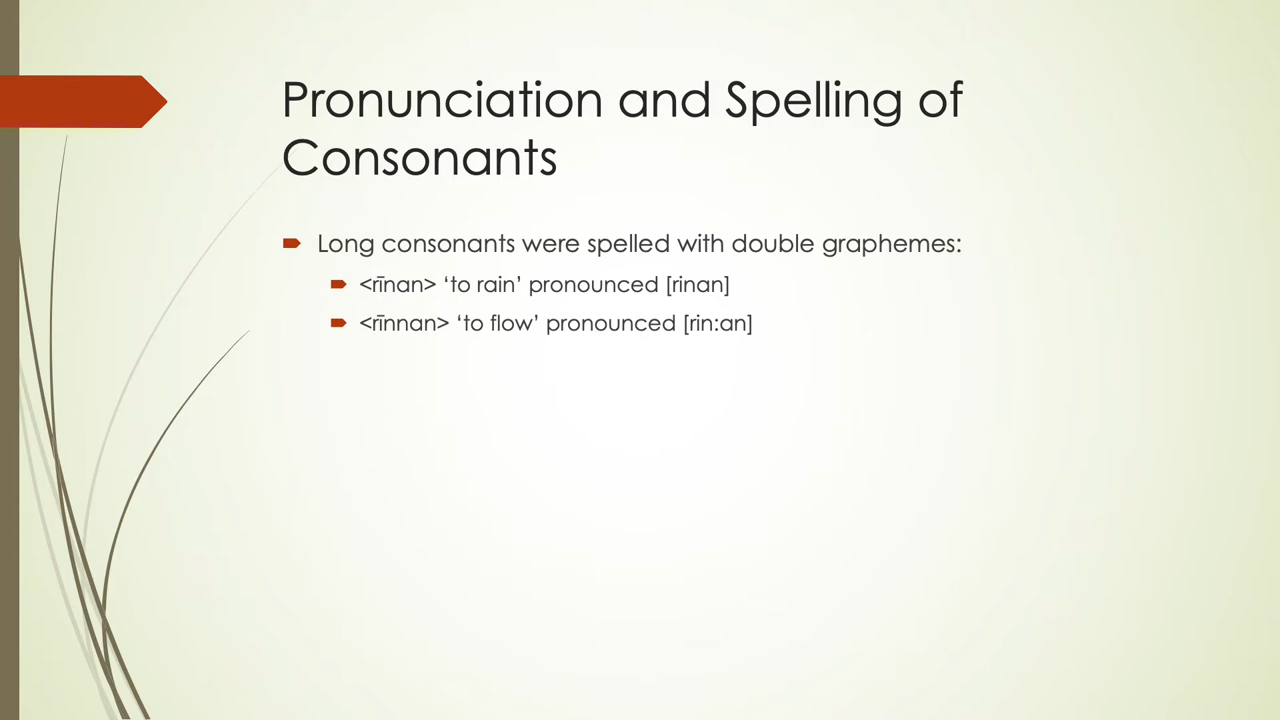 Pronunciation and Spelling of
Consonants
Long consonants were spelled with double graphemes:
<rīnan> ‘to rain’ pronounced [rinan]
<rīnnan> ‘to flow’ pronounced [rin:an]